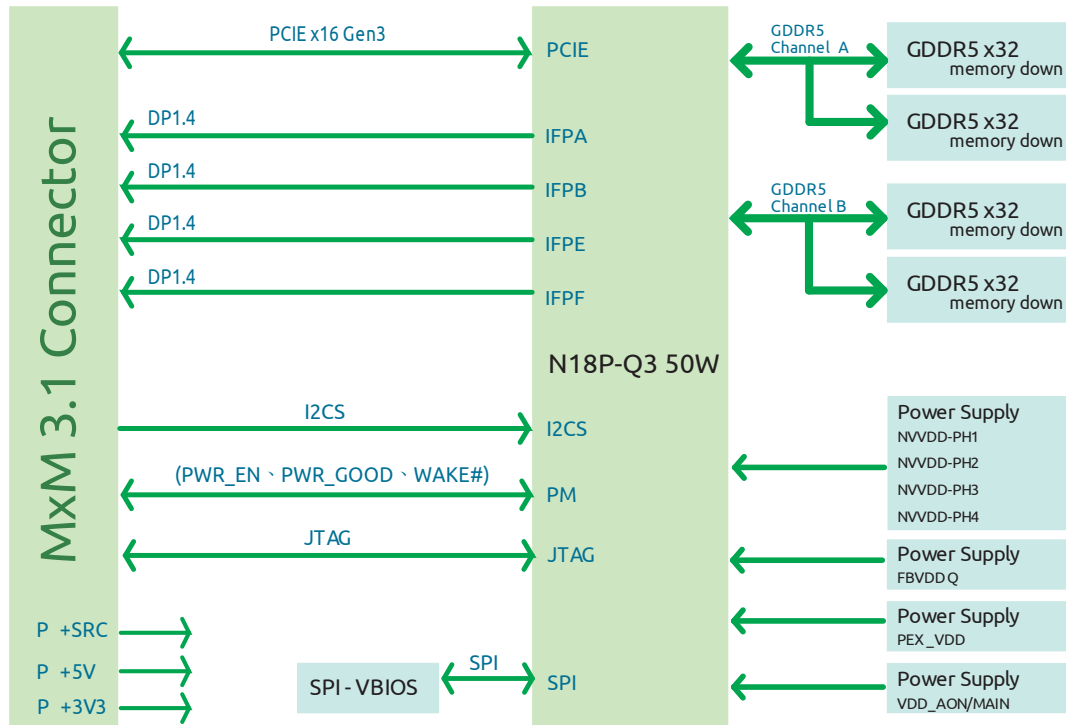 MxM 3.1 Connector
PCIE x16 Gen3
DP1.4
DP1.4
DP1.4
DP1.4
I2CS
(PWR_EN、PWR_GOOD、WAKE#)
JTAG
P +SRC
P +5V
P +3V3
SPI - VBIOS
SPI
PCIE
IFPA
IFPB
IFPE
IFPF
N18P-Q3 50W
I2CS
PM
JTAG
SPI
GDDR5
Channel A
GDDR5 x32
memory down
GDDR5 x32
memory down
GDDR5
Channel B
GDDR5 x32
memory down
GDDR5 x32
memory down
Power Supply
NVVDD-PH1
NVVDD-PH2
NVVDD-PH3
NVVDD-PH4
Power Supply
FBVDDQ
Power Supply
PEX_VDD
Power Supply
VDD_AON/MAIN